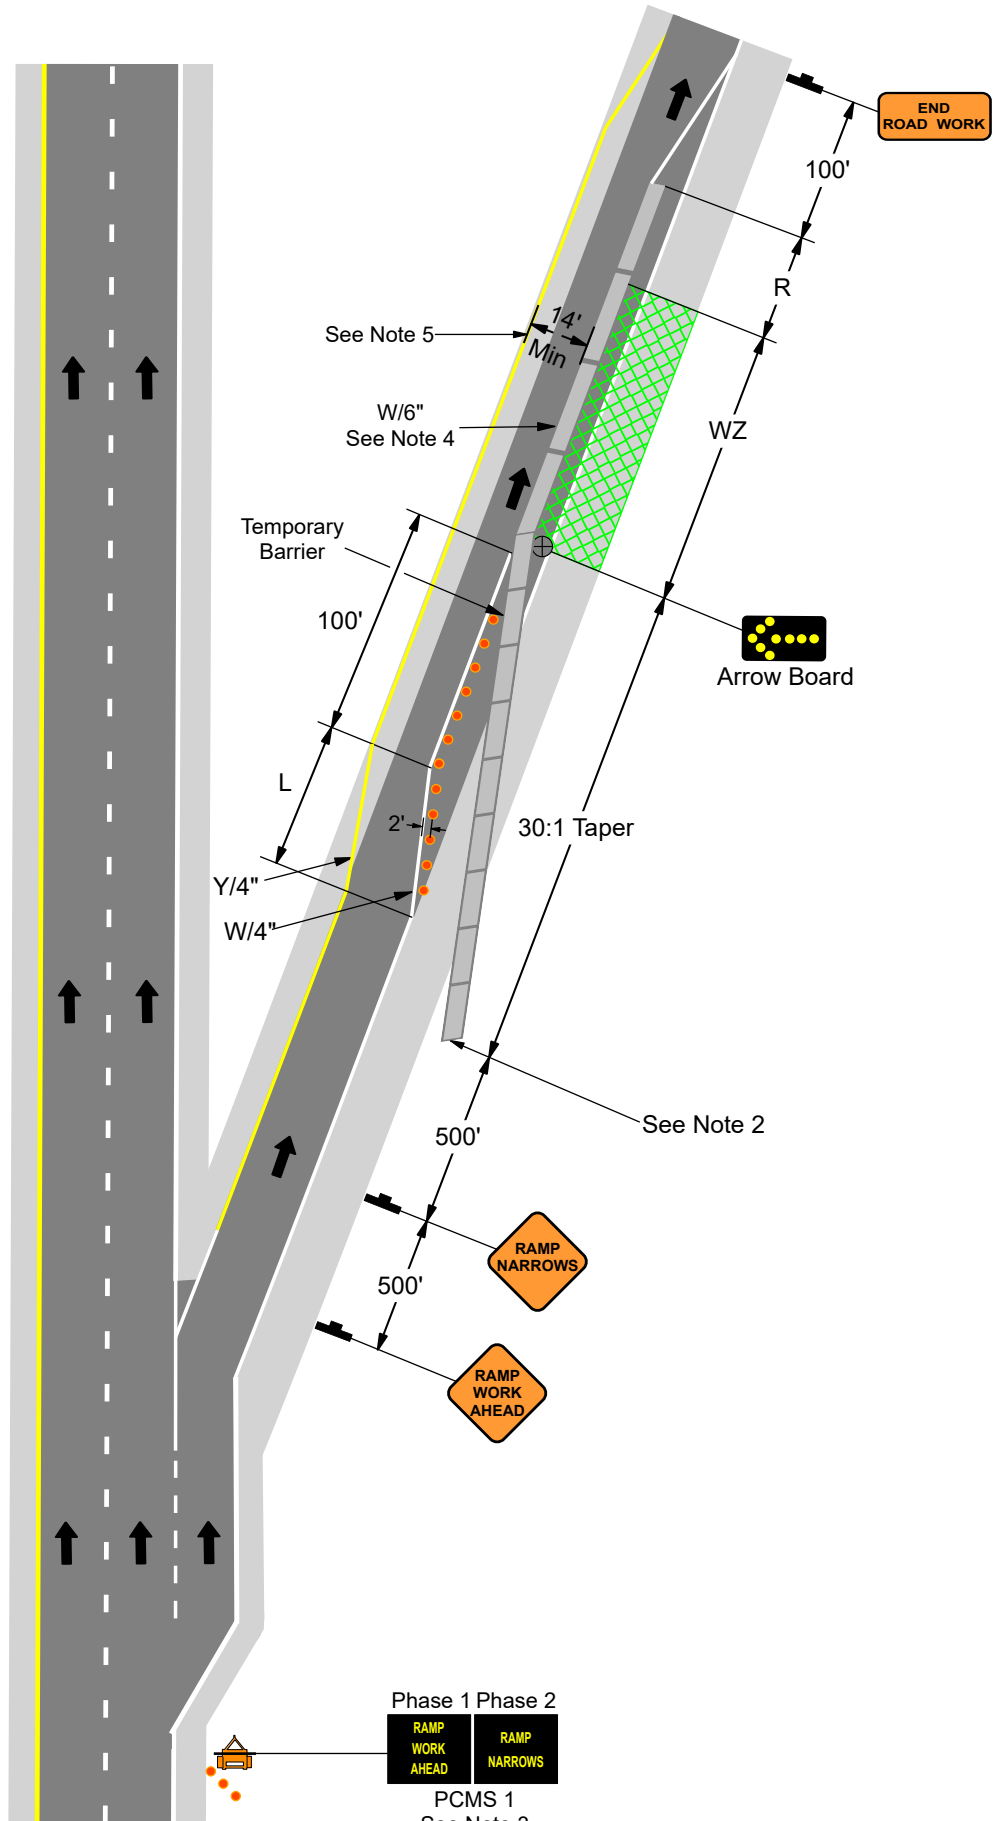 END
ROAD WORK
100'
R
14'
Min
See Note 5
W/6"
See Note 4
WZ
Temporary
Barrier
100'
Arrow Board
L
2'
30:1 Taper
Y/4"
W/4"
See Note 2
500'
RAMP
NARROWS
500'
RAMP
WORK
AHEAD
Phase 1 Phase 2
RAMP
WORK
AHEAD
RAMP
NARROWS
PCMS 1